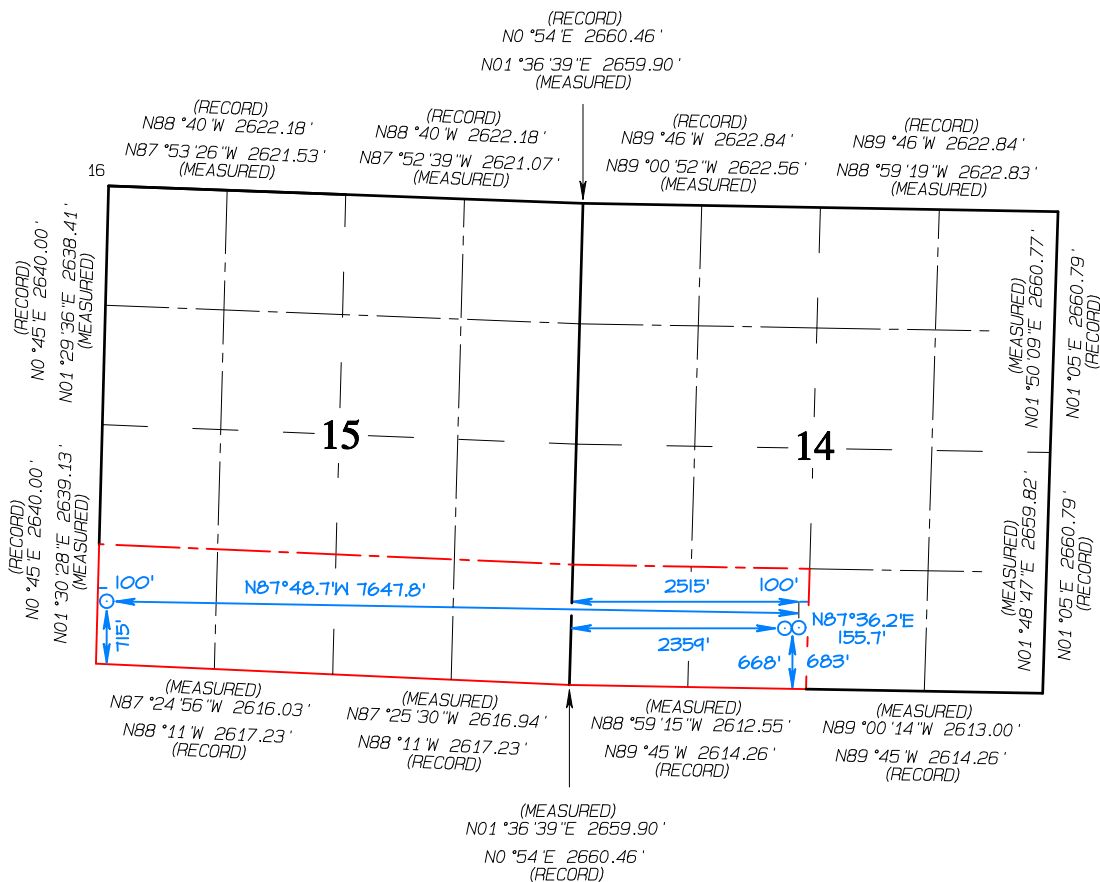 (RECORD)
N0°54'E 2660.46'
N01°36'39"E 2659.90'
(MEASURED)
(RECORD)
N88°40'W 2622.18'
N87°53'26"W 2621.53'
(MEASURED)
(RECORD)
N88°40'W 2622.18'
N87°52'39"W 2621.07'
(MEASURED)
(RECORD)
N89°46'W 2622.84'
N89°00'52"W 2622.56'
(MEASURED)
(RECORD)
N89°46'W 2622.84'
N88°59'19"W 2622.83'
(MEASURED)
16
(RECORD)
N0°45'E 2640.00'
N01°29'36"E 2638.41'
(MEASURED)
(MEASURED)
N01°50'09"E 2660.77'
N01°05'E 2660.79'
(RECORD)
15
14
(RECORD)
N0°45'E 2640.00'
N01°30'28"E 2639.13'
(MEASURED)
(MEASURED)
N01°48'47"E 2659.82'
N01°05'E 2660.79'
(RECORD)
100'
N87°48.7'W 7647.8'
2515'
100'
715'
N87°36.2'E
155.7'
2359'
668'
683'
(MEASURED)
N87°24'56"W 2616.03'
N88°11'W 2617.23'
(RECORD)
(MEASURED)
N87°25'30"W 2616.94'
N88°11'W 2617.23'
(RECORD)
(MEASURED)
N88°59'15"W 2612.55'
N89°45'W 2614.26'
(RECORD)
(MEASURED)
N89°00'14"W 2613.00'
N89°45'W 2614.26'
(RECORD)
(MEASURED)
N01°36'39"E 2659.90'
N0°54'E 2660.46'
(RECORD)